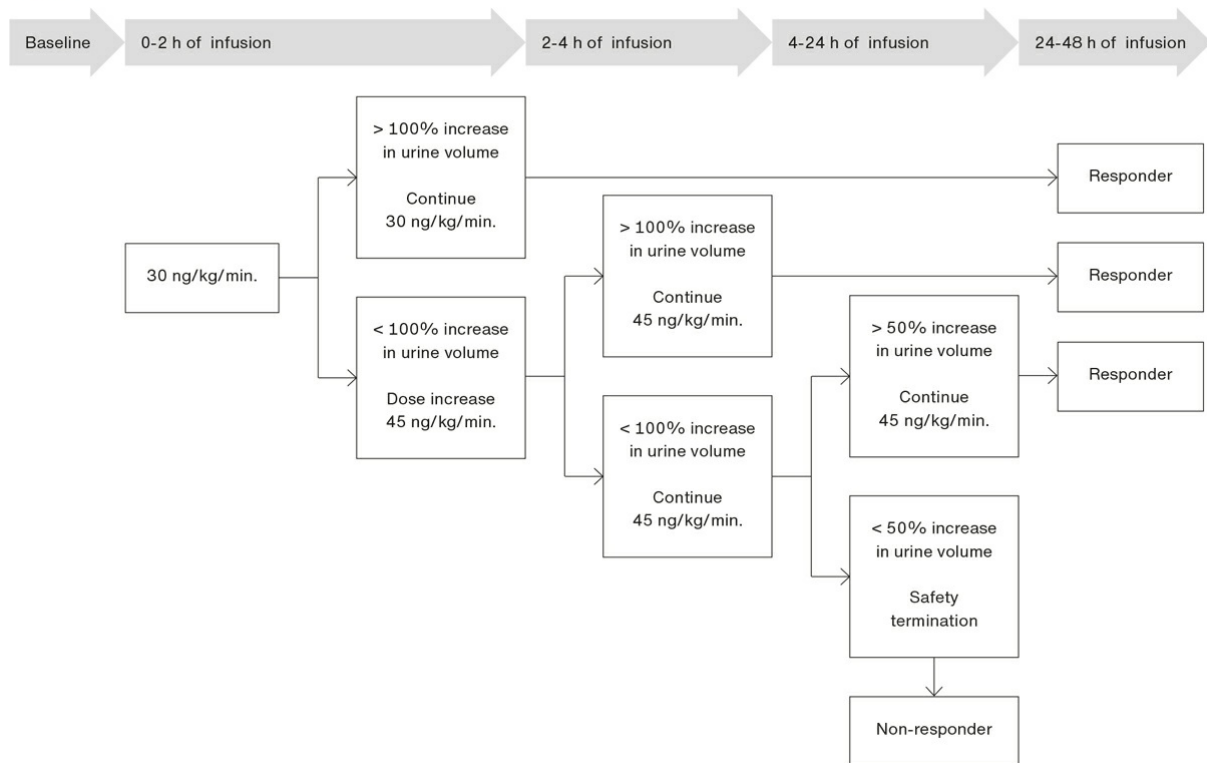 Baseline
0-2 h of infusion
2-4 h of infusion
4-24 h of infusion
24-48 h of infusion
30 ng/kg/min.
> 100% increase
in urine volume
Continue
30 ng/kg/min.
< 100% increase
in urine volume
Dose increase
45 ng/kg/min.
> 100% increase
in urine volume
Continue
45 ng/kg/min.
< 100% increase
in urine volume
Continue
45 ng/kg/min.
> 50% increase
in urine volume
Continue
45 ng/kg/min.
< 50% increase
in urine volume
Safety
termination
Non-responder
Responder
Responder
Responder